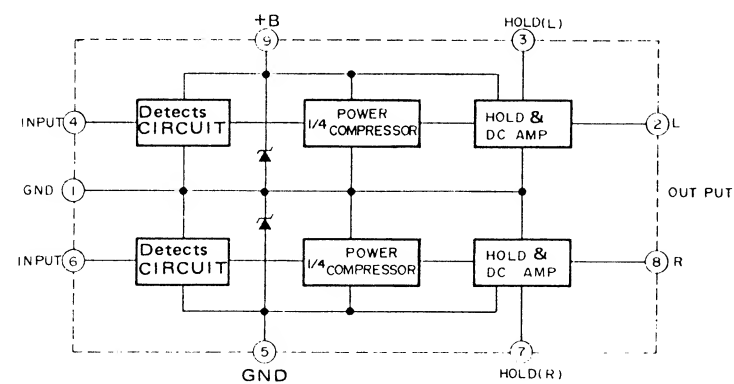 +B
HOLD(L)
9
3
INPUT 4
Detects
CIRCUIT
POWER
1/4 COMPRESSOR
HOLD &
DC AMP
2 L
GND 1
OUT PUT
INPUT 6
Detects
CIRCUIT
POWER
1/4 COMPRESSOR
HOLD &
DC AMP
8 R
5
7
GND
HOLD(R)